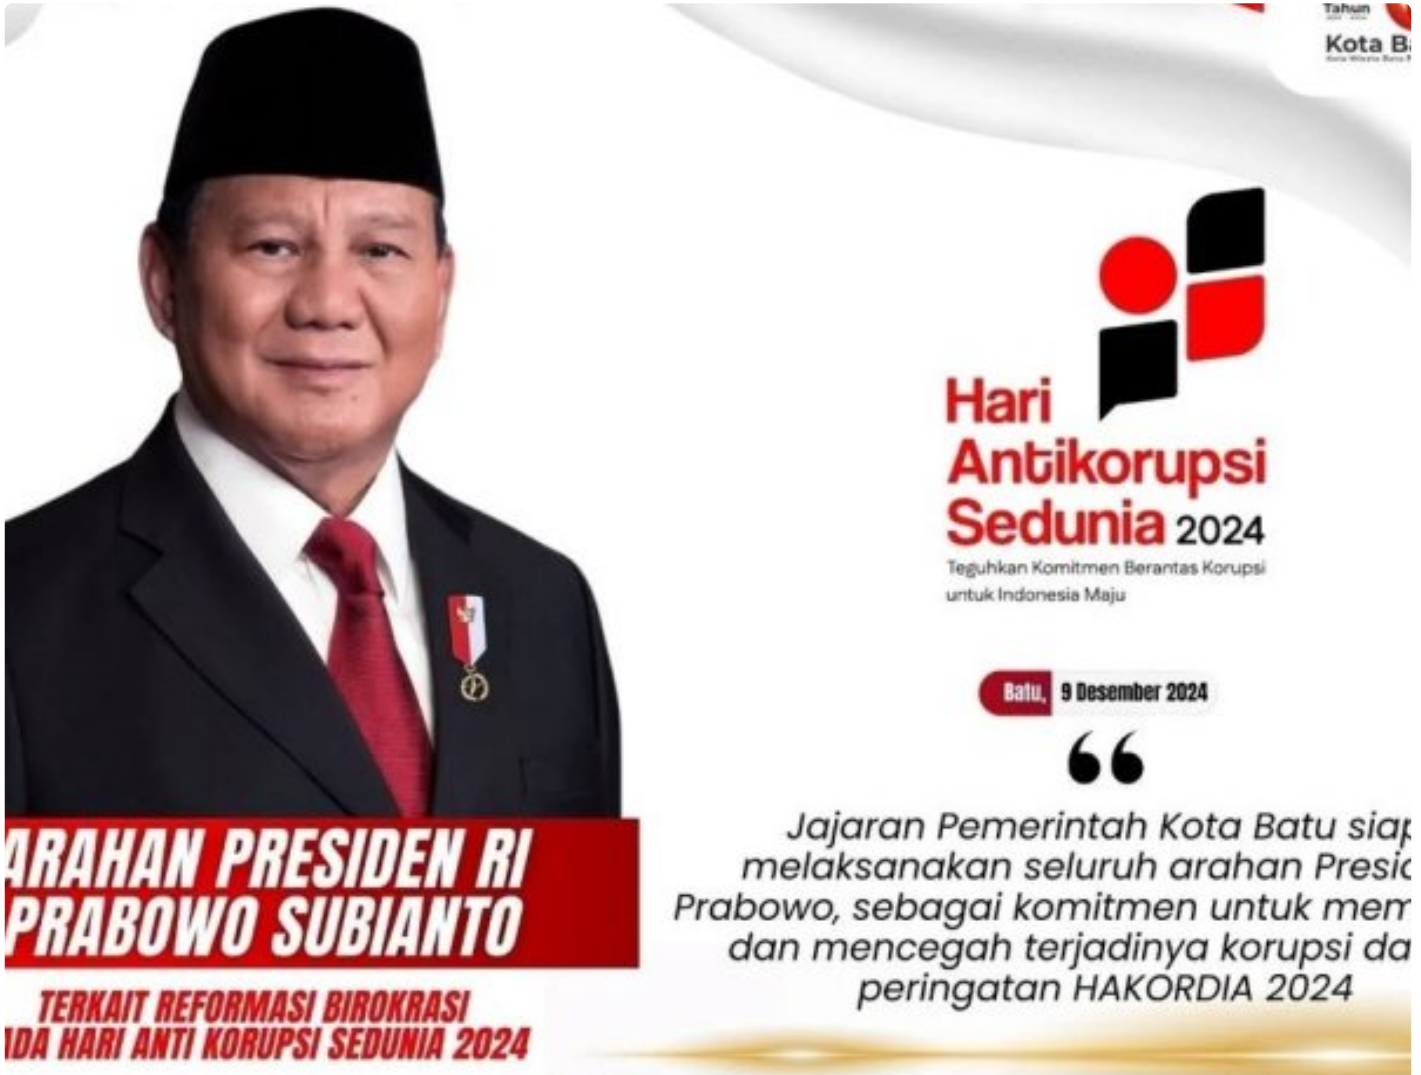 Tahun
Kota
Hari
Antikorupsi
Sedunia 2024
Teguhkan Komitmen Berantas Korupsi
untuk Indonesia Maju
Batu, 9 Desember 2024
“
Jajaran Pemerintah Kota Batu siap
melaksanakan seluruh arahan
Prabowo, sebagai komitmen untuk
dan mencegah terjadinya korupsi
peringatan HAKORDIA 2024
ARAHAN PRESIDEN RI
PRABOWO SUBIANTO
TERKAIT REFORMASI BIROKRASI
HARI ANTI KORUPSI SEDUNIA 2024